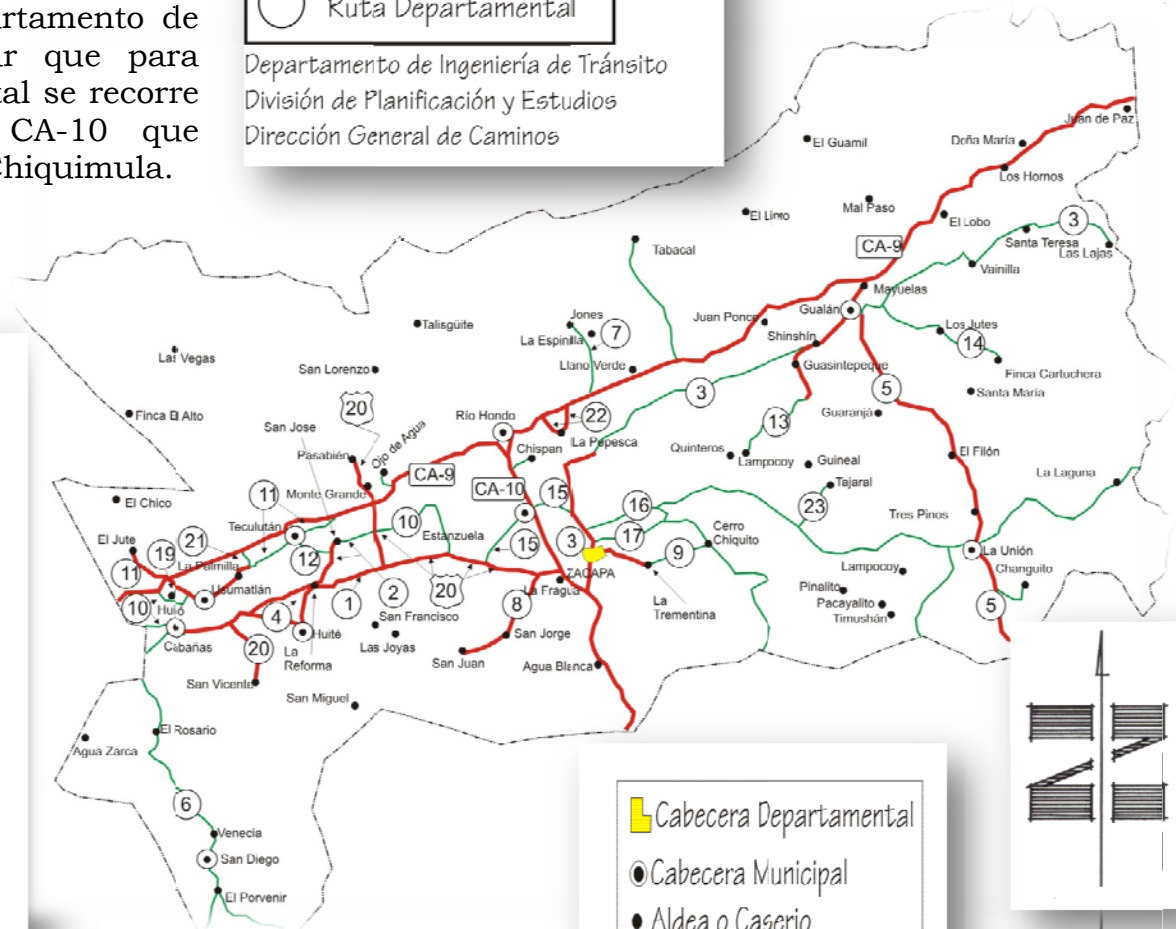 artamento de
ar que para
tal se recorre
CA-10 que
Chiquimula.
Ruta Departamental
Departamento de Ingeniería de Tránsito
División de Planificación y Estudios
Dirección General de Caminos
Juan de Paz
El Guamil
Doña María
Los Hornos
Mal Paso
El Limo
El Lobo
3
Santa Teresa
Las Lajas
CA-9
Tabacal
Vainilla
Mayuelas
Gualán
Jones
Juan Ponce
Talisgüite
La Espinilla
7
Shinshín
Los Jutes
14
Las Vegas
San Lorenzo
Llano Verde
Guasintepeque
Finca Cartuchera
3
5
Santa María
20
Finca El Alto
Río Hondo
22
13
Guaranjá
San Jose
Ojo de Agua
La Pepesca
Pasabién
Chispan
Quinteros
Lampocoy
Guineal
El Filón
CA-9
La Laguna
El Chico
11
Monte Grande
CA-10
15
Tajaral
Teculután
16
23
Tres Pinos
10
Estanzuela
El Jute
19
21
12
15
3
17
Cerro
Chiquito
9
La Unión
La Palmilla
ZACAPA
11
Usumatlán
20
La Fragua
Lampocoy
Changuito
10
Huijó
1
2
8
La
Trementina
Pinalito
4
San Francisco
Pacayalito
5
Cabañas
Huité
Las Joyas
San Jorge
Timushán
20
La
Reforma
San Juan
Agua Blanca
San Vicente
San Miguel
El Rosario
Agua Zarca
6
Venecia
San Diego
El Porvenir
Cabecera Departamental
Cabecera Municipal
Aldea o Caserio